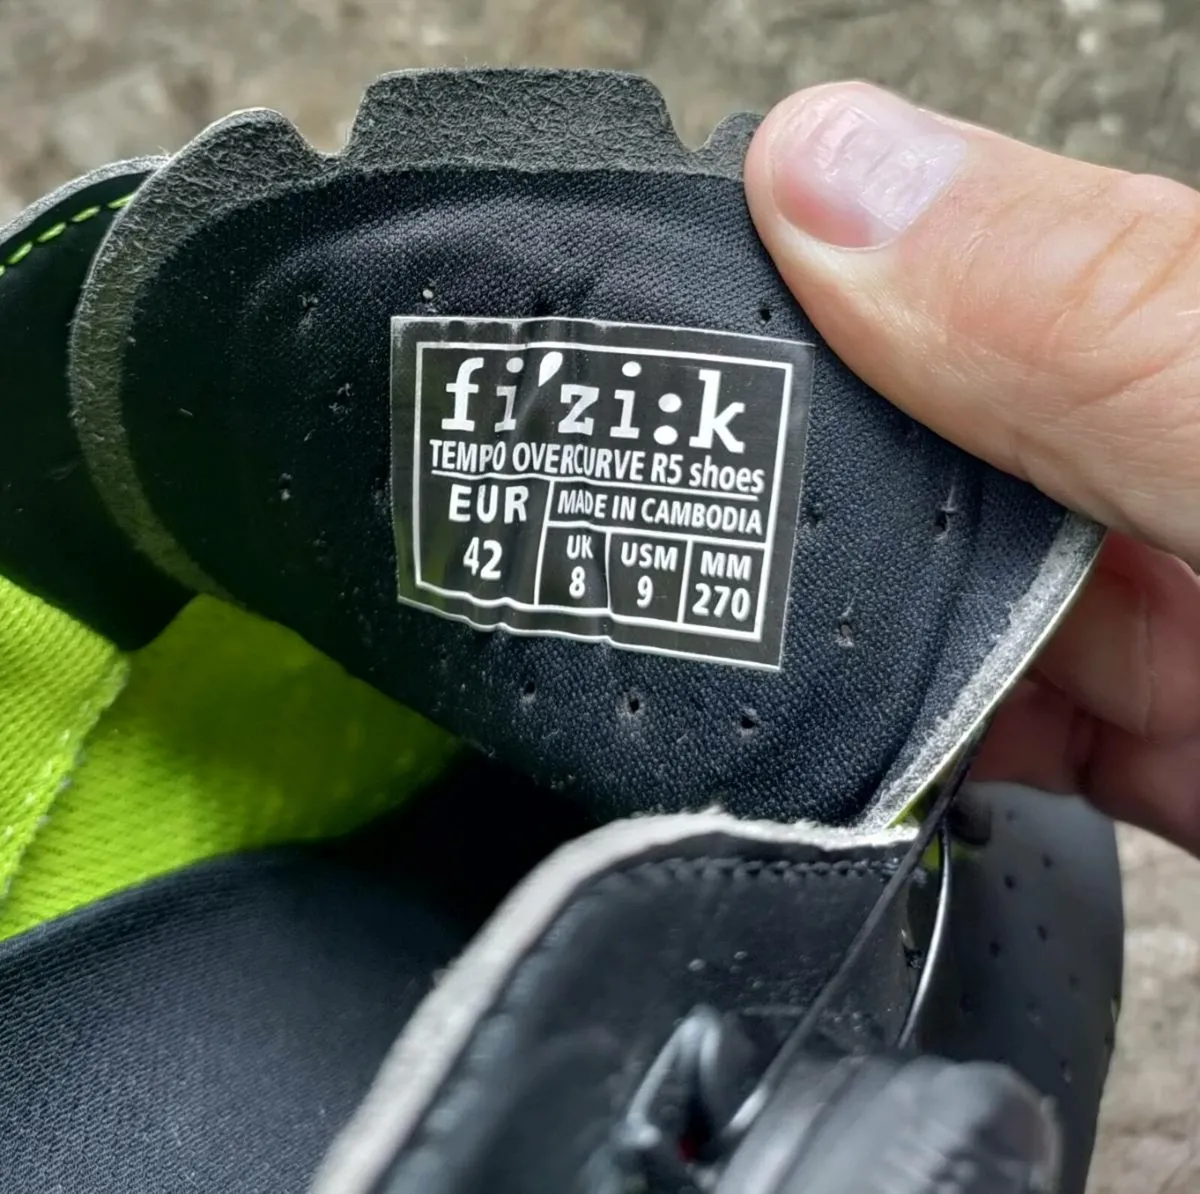 fi'zi:k
TEMPO OVERCURVE R5 shoes
EUR
42
MADE IN CAMBODIA
UK USM MM
8 9 270